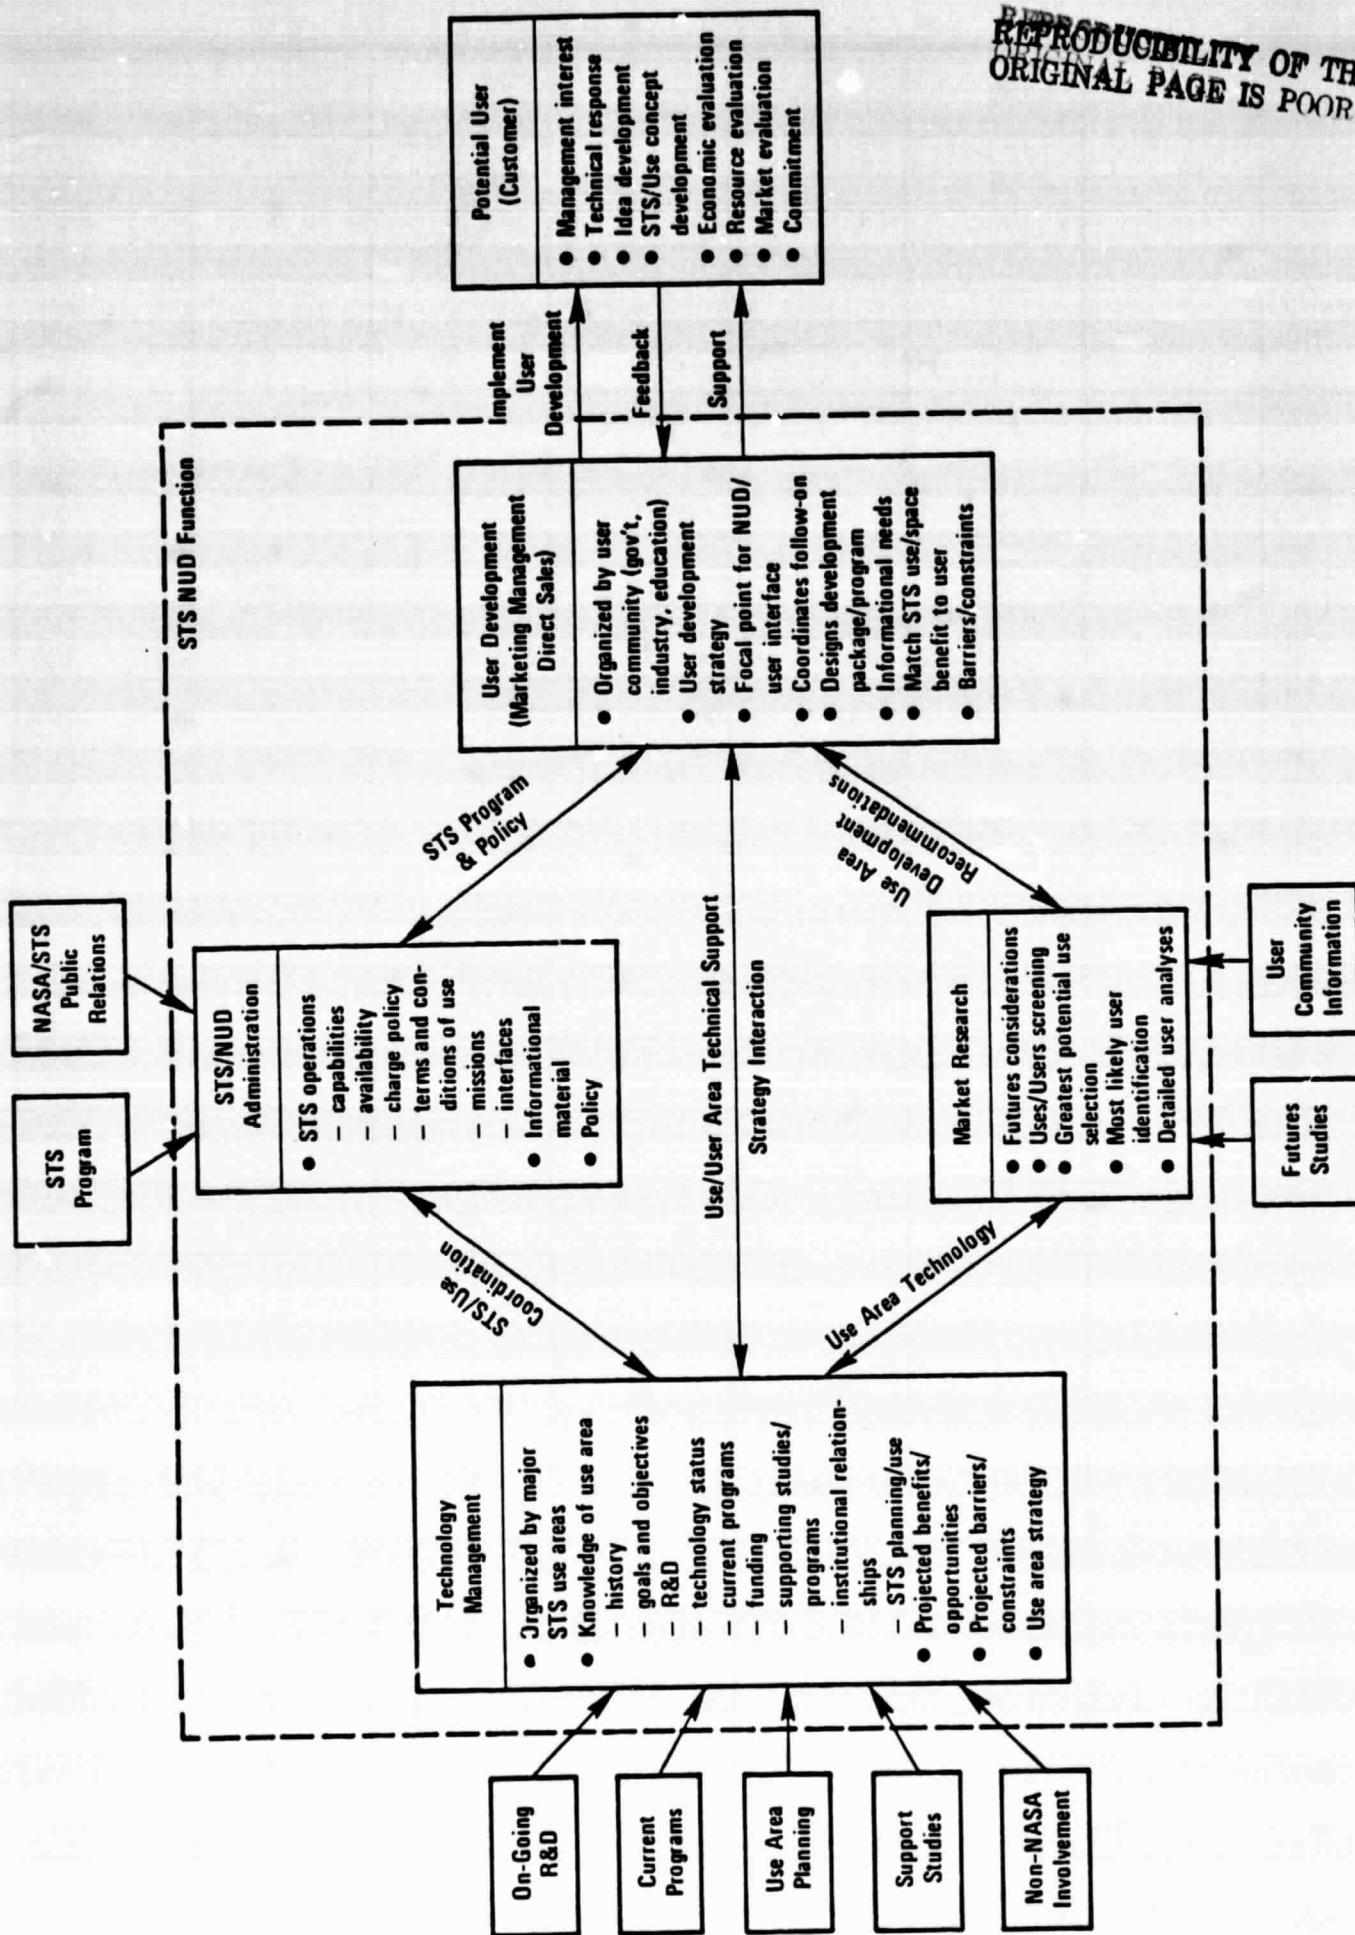 REPRODUCIBILITY OF TH
ORIGINAL PAGE IS POOR
STS NUD Function
STS
Program
NASA/STS
Public
Relations
STS/NUD
Administration
● STS operations
– capabilities
availability
charge policy
terms and con-
ditions of use
– missions
– interfaces
● Informational
material
● Policy
STS/Use
Coordination
STS Program
& Policy
On-Going
R&D
Current
Programs
Use Area
Planning
Support
Studies
Non-NASA
Involvement
Technology
Management
● Organized by major
STS use areas
● Knowledge of use area
– history
goals and objectives
– R&D
technology status
– current programs
– funding
– supporting studies/
programs
– institutional relation-
ships
– STS planning/use
● Projected benefits/
opportunities
● Projected barriers/
constraints
● Use area strategy
Use/User Area Technical Support
Strategy Interaction
Use Area Technology
Use Area
Development
Recommendations
Market Research
● Futures considerations
● Uses/Users screening
● Greatest potential use
selection
● Most likely user
identification
● Detailed user analyses
Futures
Studies
User
Community
Information
User Development
(Marketing Management
Direct Sales)
● Organized by user
community (gov't,
industry, education)
● User development
strategy
● Focal point for NUD/
user interface
● Coordinates follow-on
● Designs development
package/program
● Informational needs
● Match STS use/space
benefit to user
● Barriers/constraints
Implement
User
Development
Feedback
Support
Potential User
(Customer)
● Management interest
● Technical response
● Idea development
● STS/Use concept
development
● Economic evaluation
● Resource evaluation
● Market evaluation
● Commitment